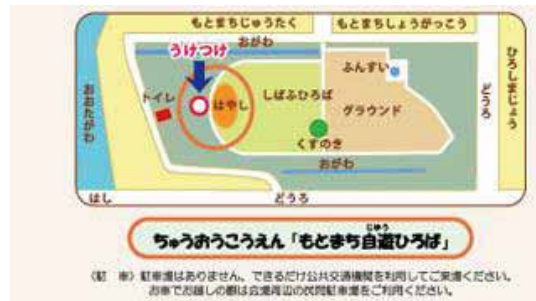 もとまちじゅうたく
もとまちしょうがっこう
おがわ
うけつけ
ふんすい
ひろしまじょう
トイレ
はやし
しばふひろば
グラウンド
どうろ
おおたがわ
くすのき
おがわ
はし
どうろ
じゆう
ちゅうおうこうえん「もとまち自遊ひろば」
〈駐 車〉駐車場はありません。できるだけ公共交通機関を利用してご来場ください。
お車でお越しの際は会場周辺の民間駐車場をご利用ください。